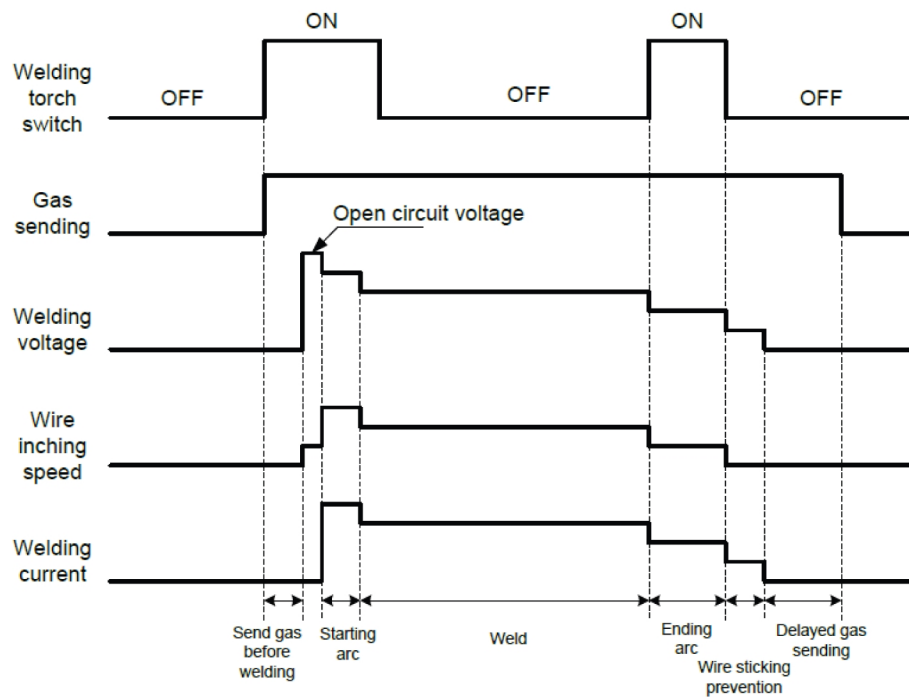 ON
ON
Welding
torch
switch
OFF
OFF
OFF
Gas
sending
Open circuit voltage
Welding
voltage
Wire
inching
speed
Welding
current
Send gas
before
welding
Starting
arc
Weld
Ending
arc
Wire sticking
prevention
Delayed gas
sending